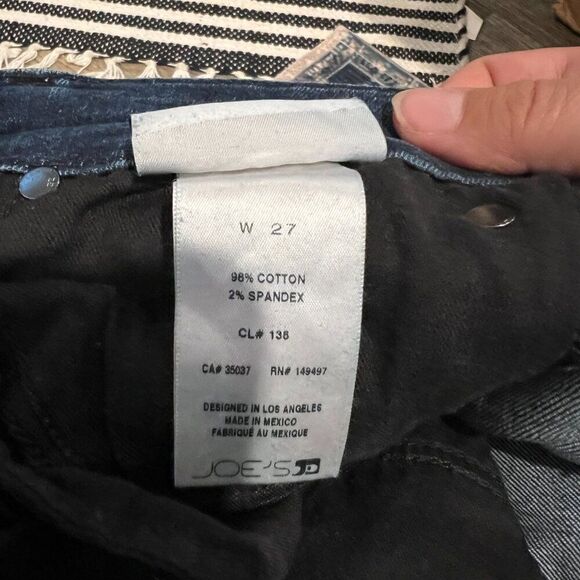 W 27
98% COTTON
2% SPANDEX
CL# 136
CA# 35037 RN# 149497
DESIGNED IN LOS ANGELES
MADE IN MEXICO
FABRIQUÉ AU MEXIQUE
JOE'S